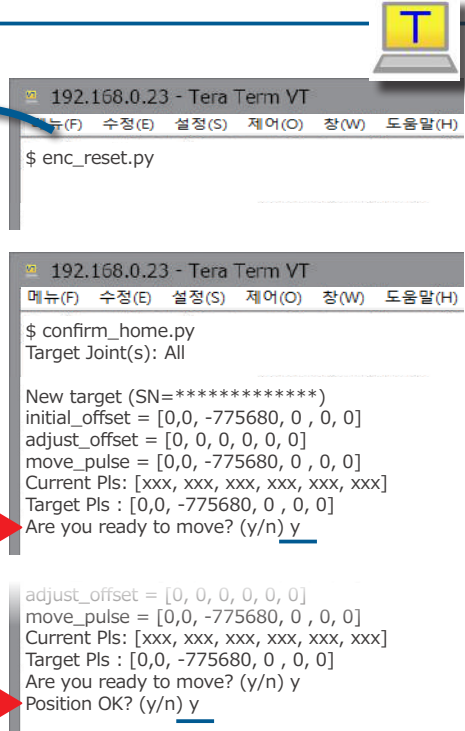 T
192.168.0.23 - Tera Term VT
메뉴(F) 수정(E) 설정(S) 제어(O) 창(W) 도움말(H)
$ enc_reset.py
192.168.0.23 - Tera Term VT
메뉴(F) 수정(E) 설정(S) 제어(O) 창(W) 도움말(H)
$ confirm_home.py
Target Joint(s): All
New target (SN=*************)
initial_offset = [0,0, -775680, 0 , 0, 0]
adjust_offset = [0, 0, 0, 0, 0, 0]
move_pulse = [0,0, -775680, 0 , 0, 0]
Current Pls: [xxx, xxx, xxx, xxx, xxx, xxx]
Target Pls : [0,0, -775680, 0 , 0, 0]
Are you ready to move? (y/n) y
adjust_offset = [0, 0, 0, 0, 0, 0]
move_pulse = [0,0, -775680, 0 , 0, 0]
Current Pls: [xxx, xxx, xxx, xxx, xxx, xxx]
Target Pls : [0,0, -775680, 0 , 0, 0]
Are you ready to move? (y/n) y
Position OK? (y/n) y